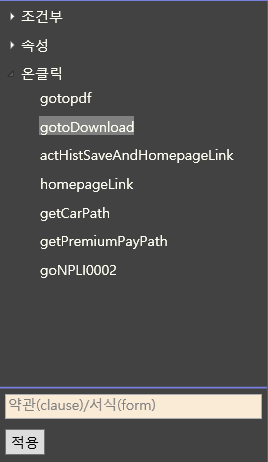 조건부
속성
온클릭
gotopdf
gotoDownload
actHistSaveAndHomepageLink
homepageLink
getCarPath
getPremiumPayPath
goNPLI0002
약관(clause)/서식(form)
적용